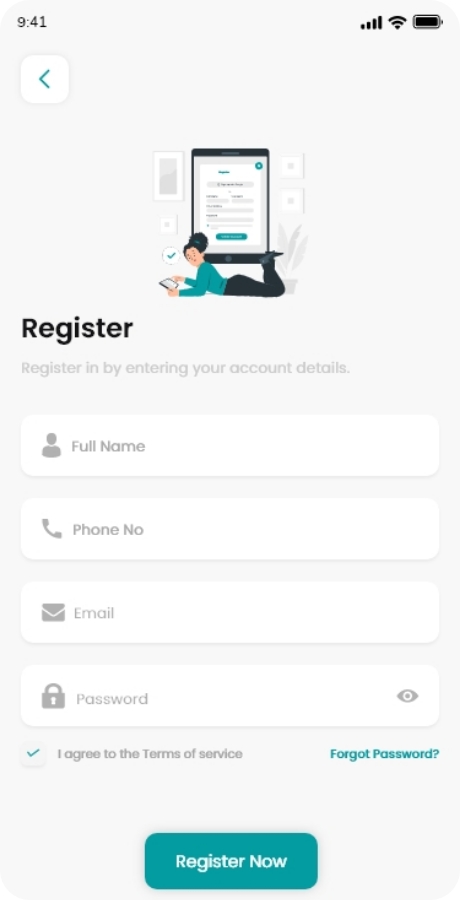 9:41
Register
Register in by entering your account details.
Full Name
Phone No
Email
Password
I agree to the Terms of service
Forgot Password?
Register Now